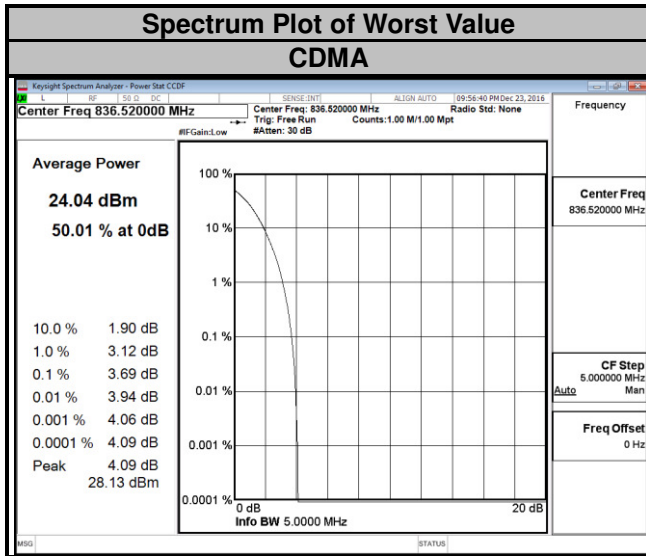 Spectrum Plot of Worst Value
CDMA
Keysight Spectrum Analyzer - Power Stat CCDF
L RF 50 Ω DC SENSE:INT ALIGN AUTO 09:56:40 PM Dec 23, 2016
Center Freq 836.520000 MHz
Center Freq: 836.520000 MHz Radio Std: None
Trig: Free Run Counts:1.00 M/1.00 Mpt
#IFGain:Low #Atten: 30 dB
Frequency
Average Power
24.04 dBm
50.01 % at 0dB
10.0 % 1.90 dB
1.0 % 3.12 dB
0.1 % 3.69 dB
0.01 % 3.94 dB
0.001 % 4.06 dB
0.0001 % 4.09 dB
Peak 4.09 dB
28.13 dBm
100 %
10 %
1 %
0.1 %
0.01 %
0.001 %
0.0001 %
0 dB 20 dB
Info BW 5.0000 MHz
Center Freq
836.520000 MHz
CF Step
5.000000 MHz
Auto Man
Freq Offset
0 Hz
MSG STATUS